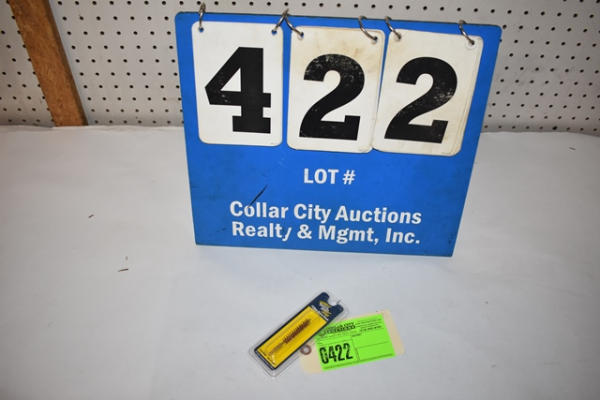 422
LOT #
Collar City Auctions
Realty & Mgmt, Inc.
0422